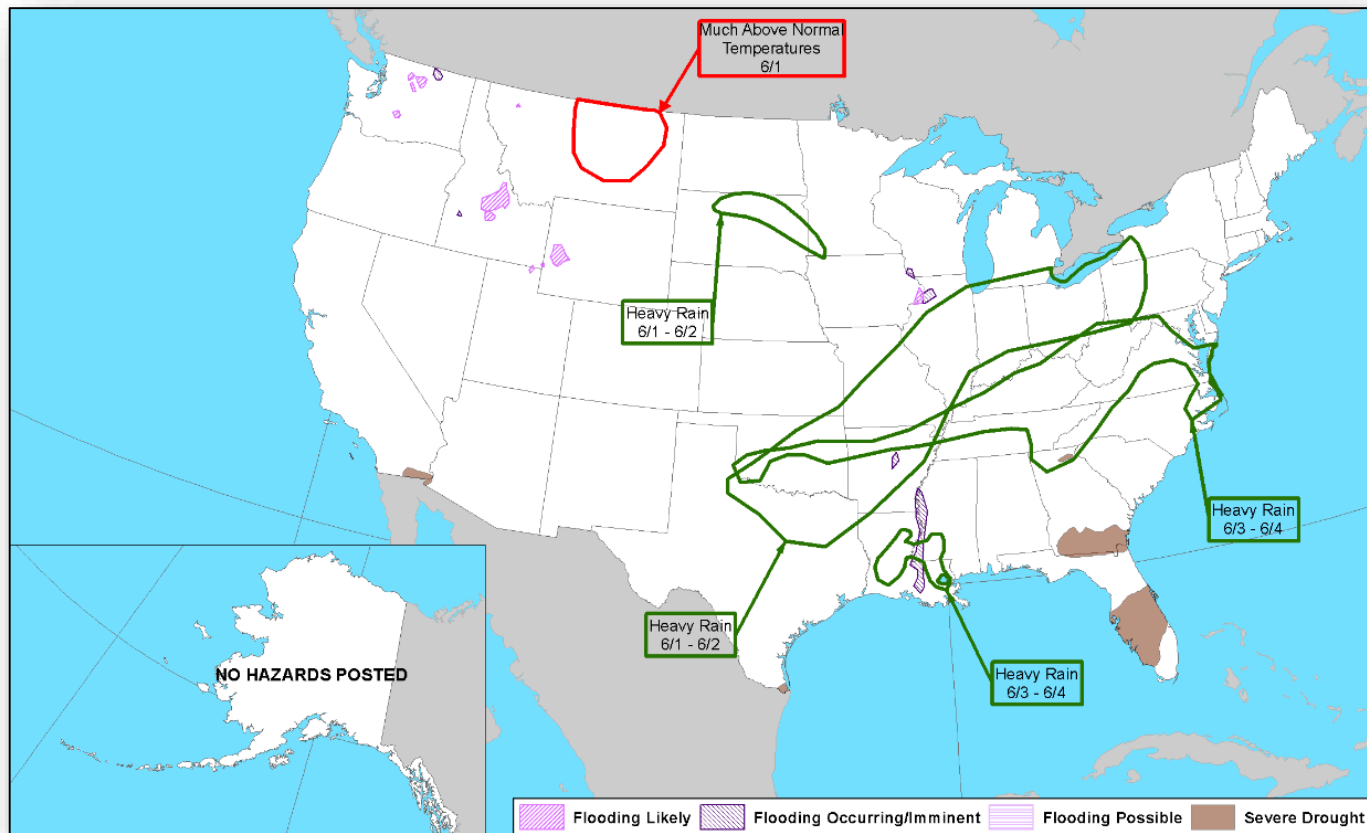 Much Above Normal
Temperatures
6/1
Heavy Rain
6/1 - 6/2
Heavy Rain
6/3 - 6/4
Heavy Rain
6/1 - 6/2
Heavy Rain
6/3 - 6/4
NO HAZARDS POSTED
Flooding Likely
Flooding Occurring/Imminent
Flooding Possible
Severe Drought